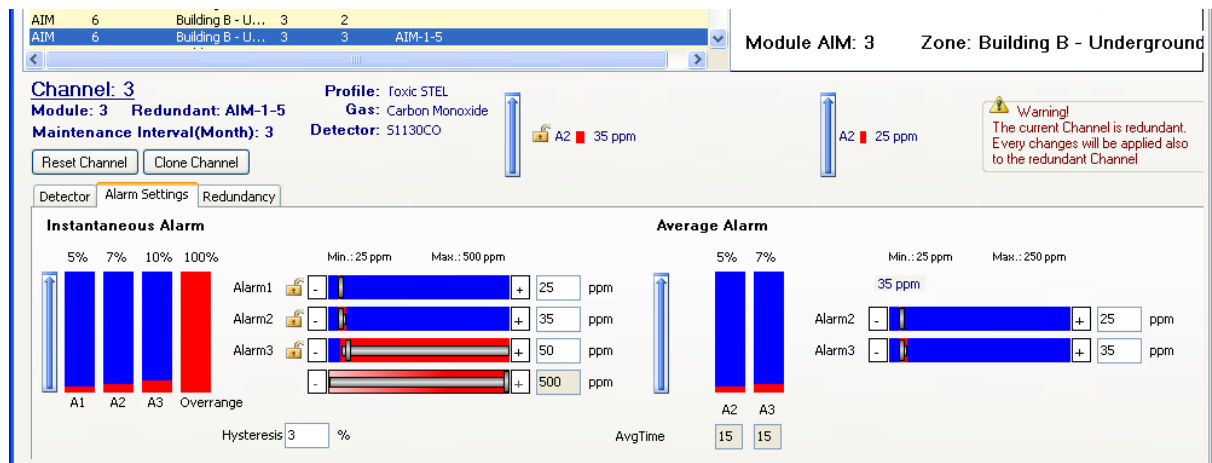 AIM 6 Building B - U... 3 2
AIM 6 Building B - U... 3 3 AIM-1-5
Module AIM: 3 Zone: Building B - Underground
Channel: 3
Module: 3 Redundant: AIM-1-5
Maintenance Interval(Month): 3
Profile: Toxic STEL
Gas: Carbon Monoxide
Detector: S1130CO
A2 35 ppm
A2 25 ppm
Warning!
The current Channel is redundant.
Every changes will be applied also
to the redundant Channel
Reset Channel Clone Channel
Detector Alarm Settings Redundancy
Instantaneous Alarm
5% 7% 10% 100%
A1 A2 A3 Overrange
Min.: 25 ppm Max.: 500 ppm
Alarm1 - + 25 ppm
Alarm2 - + 35 ppm
Alarm3 - + 50 ppm
- + 500 ppm
Hysteresis 3 %
Average Alarm
5% 7%
A2 A3
AvgTime 15 15
Min.: 25 ppm Max.: 250 ppm
35 ppm
Alarm2 - + 25 ppm
Alarm3 - + 35 ppm